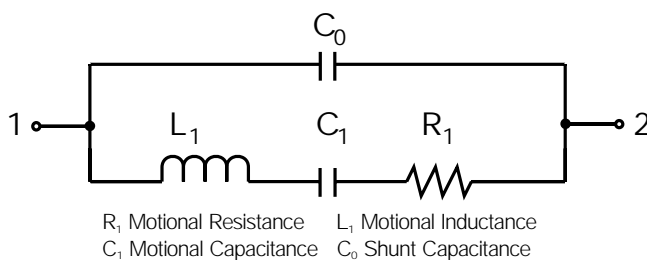 C₀
1 L₁ C₁ R₁ 2
R₁ Motional Resistance L₁ Motional Inductance
C₁ Motional Capacitance C₀ Shunt Capacitance